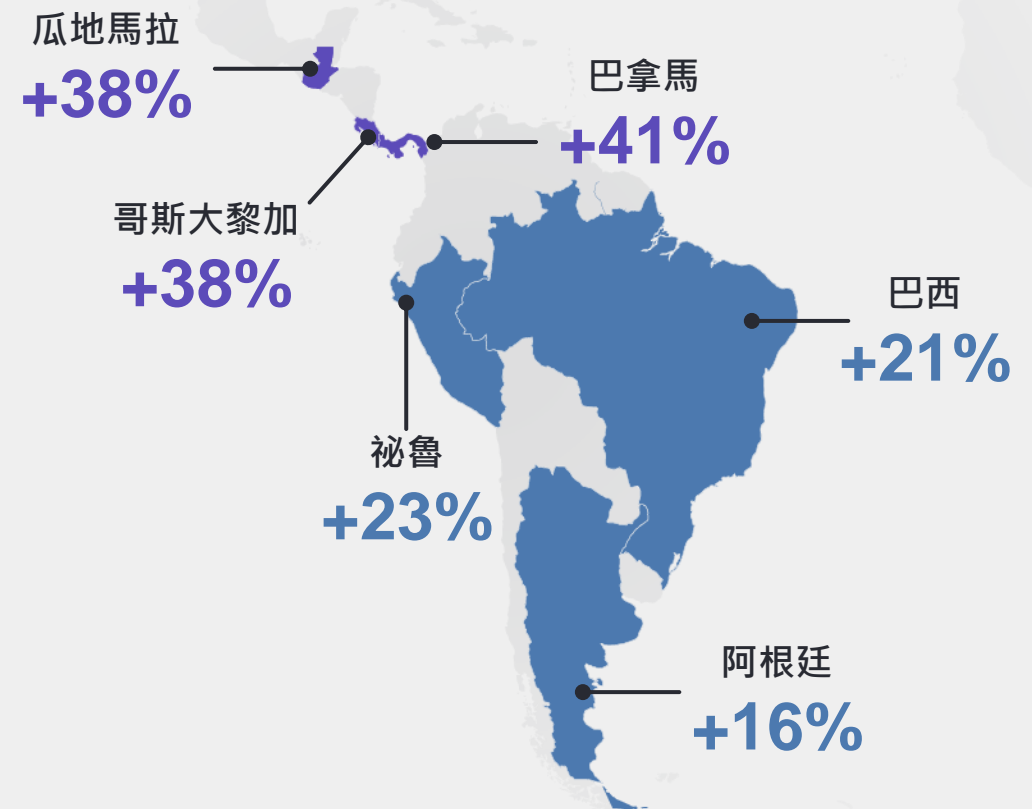 瓜地馬拉
+38%
巴拿馬
+41%
哥斯大黎加
+38%
巴西
+21%
祕魯
+23%
阿根廷
+16%